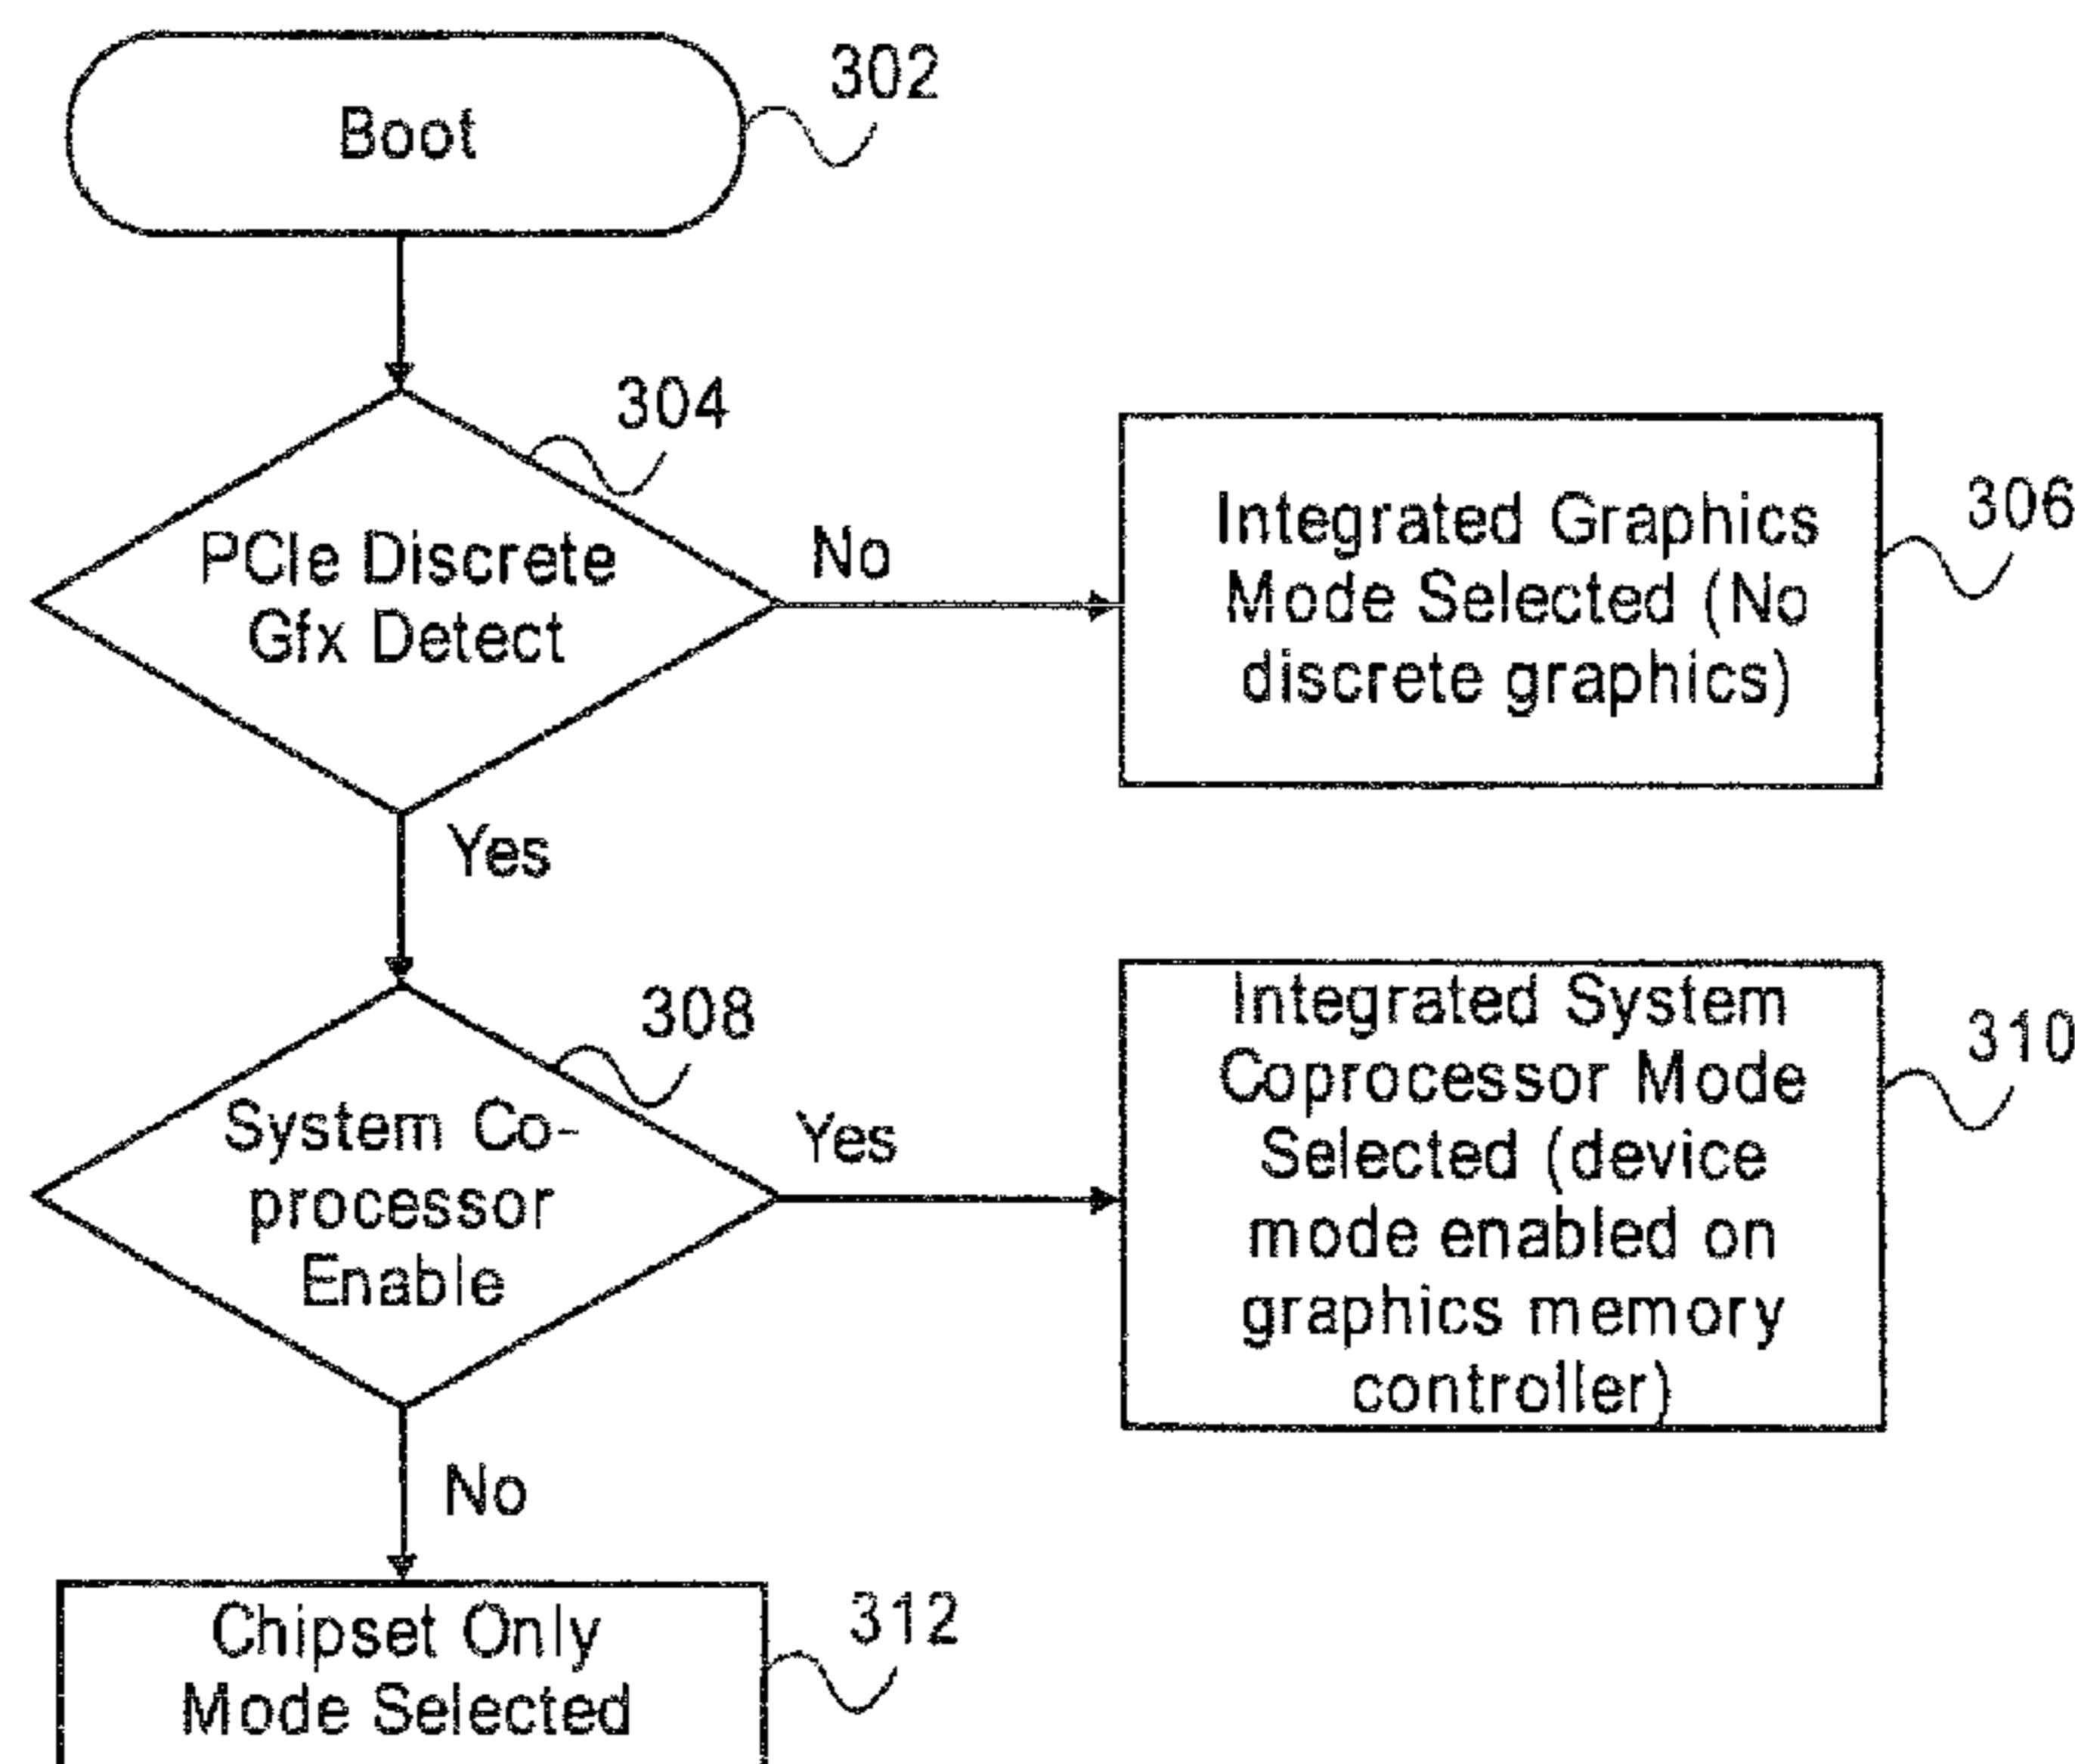 302
Boot
304
PCIe Discrete
Gfx Detect
No
Integrated Graphics
Mode Selected (No
discrete graphics)
306
Yes
308
System Co-
processor
Enable
Yes
Integrated System
Coprocessor Mode
Selected (device
mode enabled on
graphics memory
controller)
310
No
Chipset Only
Mode Selected
312